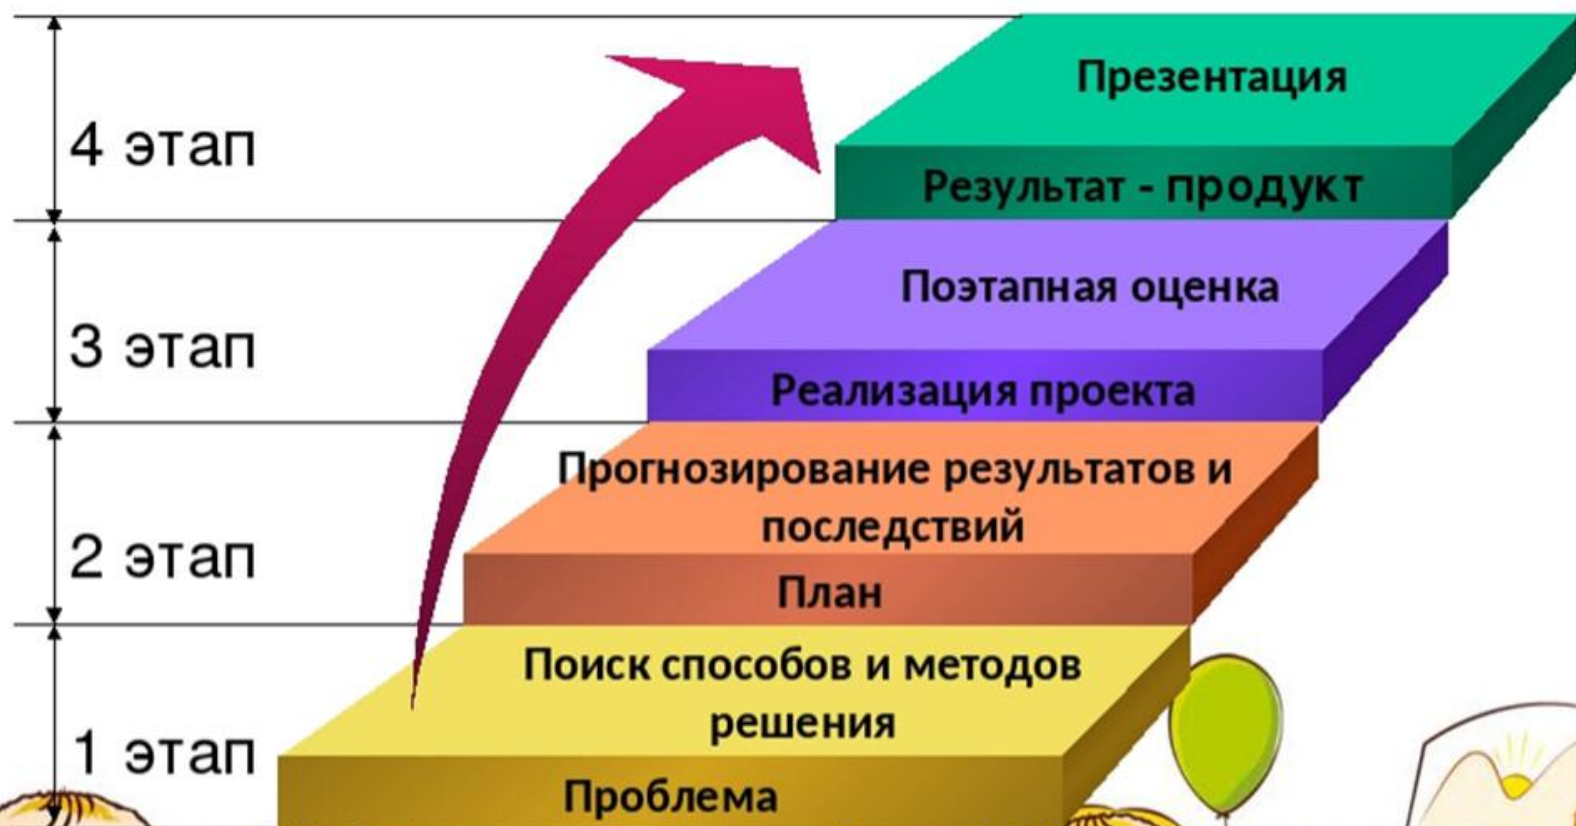 4 этап
Презентация
Результат - продукт
3 этап
Поэтапная оценка
Реализация проекта
2 этап
Прогнозирование результатов и
последствий
План
1 этап
Поиск способов и методов
решения
Проблема